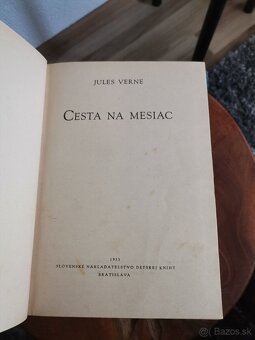 JULES VERNE
CESTA NA MESIAC
1955
SLOVENSKÉ NAKLADATEĽSTVO DETSKEJ KNIHY
BRATISLAVA
Bazos.sk